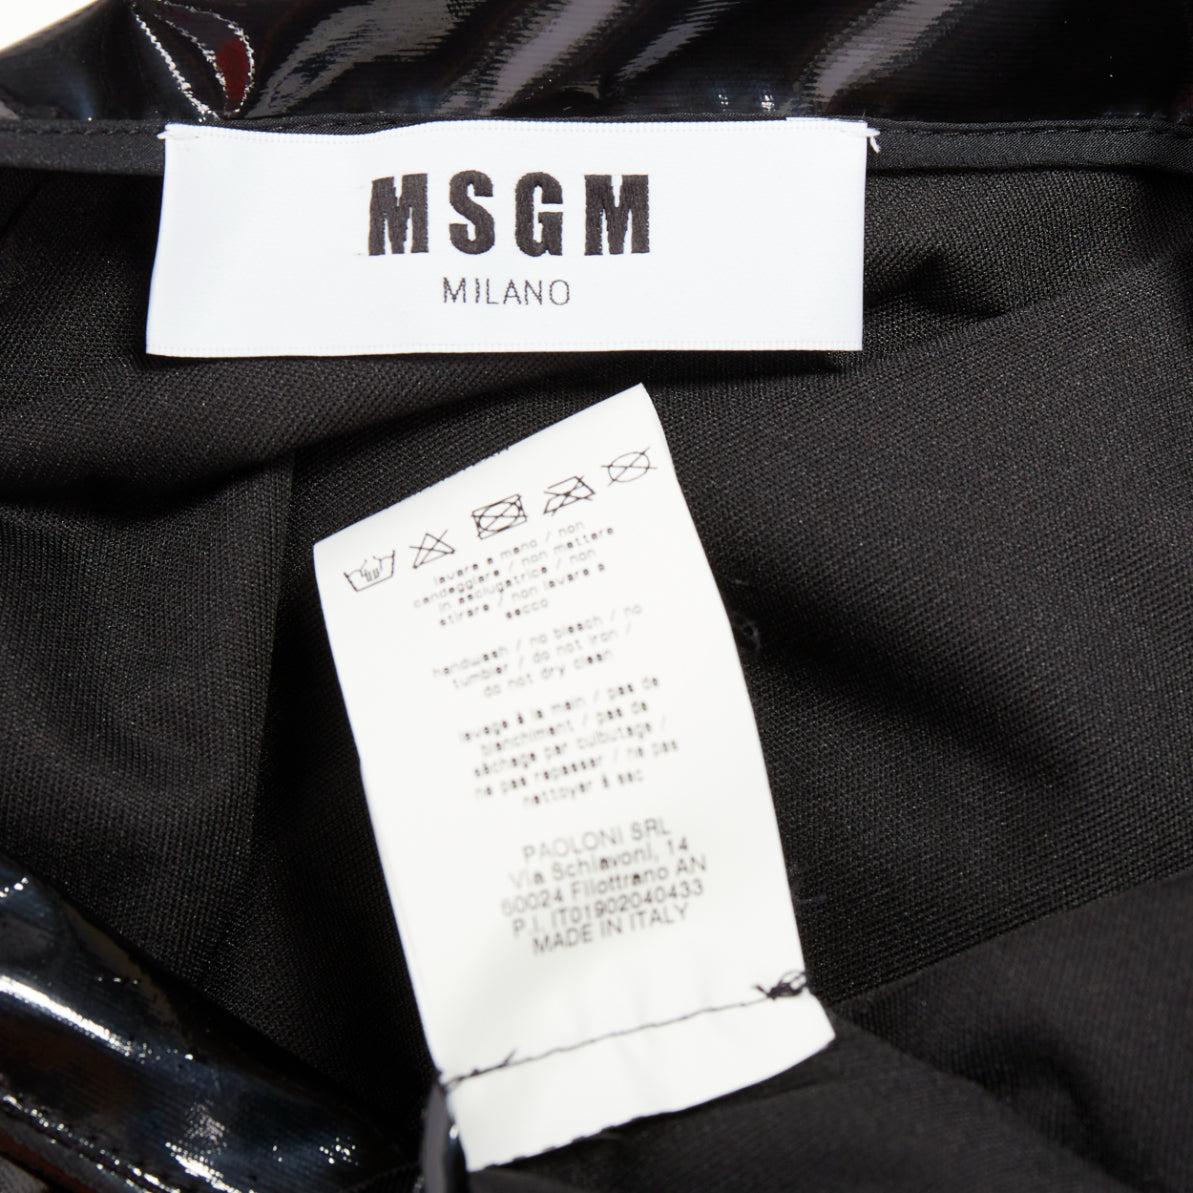 MSGM
MILANO
lavare a mano / non
candeggiare / non mettere
in asciugatrice / non
stirare / non lavare a
secco
handwash / no bleach / no
tumbler / do not iron /
do not dry clean
lavage à la main / pas de
blanchiment / pas de
sèchage par culbutage /
ne pas repasser / ne pas
nettoyer à sec
PAOLONI SRL
Via Schiavoni, 14
60024 Filottrano AN
P.I. IT01902040433
MADE IN ITALY